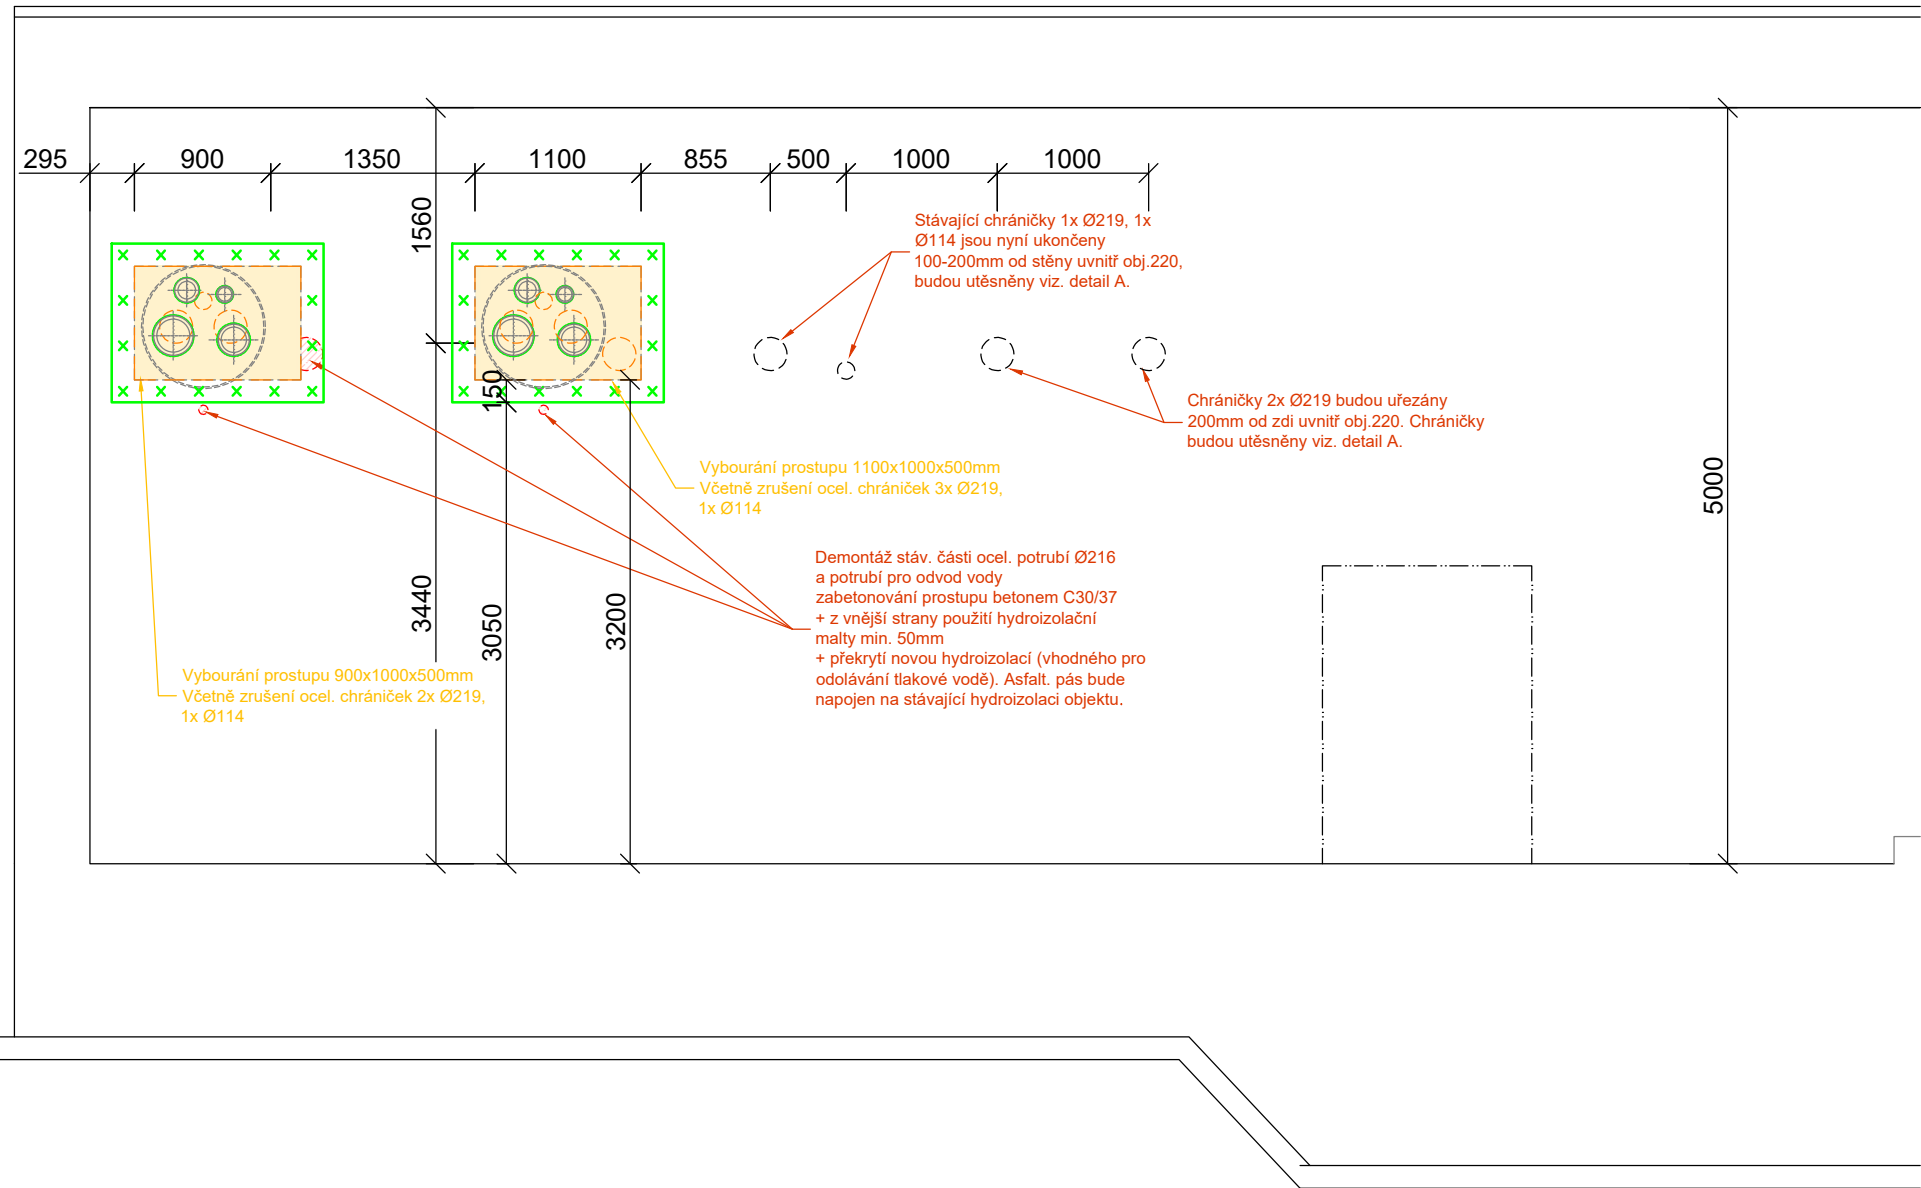 295
900
1350
1100
855
500
1000
1000
1560
Stávající chráničky 1x Ø219, 1x
Ø114 jsou nyní ukončeny
100-200mm od stěny uvnitř obj.220,
budou utěsněny viz. detail A.
150
Chráničky 2x Ø219 budou uřezány
200mm od zdi uvnitř obj.220. Chráničky
budou utěsněny viz. detail A.
Vybourání prostupu 1100x1000x500mm
Včetně zrušení ocel. chrániček 3x Ø219,
1x Ø114
5000
Demontáž stáv. části ocel. potrubí Ø216
a potrubí pro odvod vody
zabetonování prostupu betonem C30/37
+ z vnější strany použití hydroizolační
malty min. 50mm
+ překrytí novou hydroizolací (vhodného pro
odolávání tlakové vodě). Asfalt. pás bude
napojen na stávající hydroizolaci objektu.
3440
3050
3200
Vybourání prostupu 900x1000x500mm
Včetně zrušení ocel. chrániček 2x Ø219,
1x Ø114